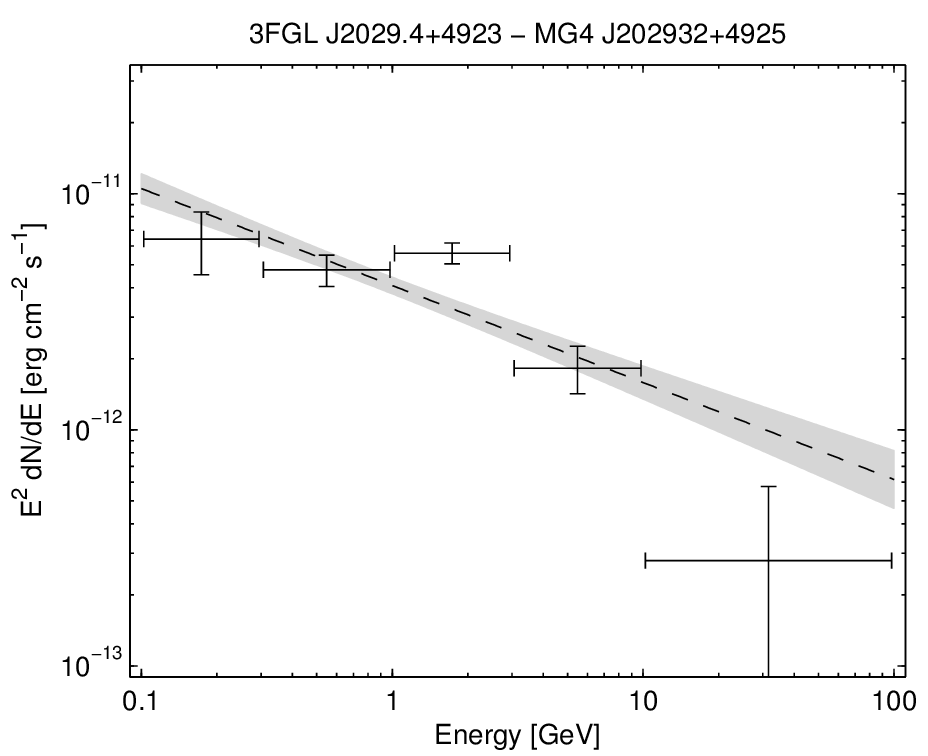 3FGL J2029.4+4923 − MG4 J202932+4925
E² dN/dE [erg cm⁻² s⁻¹]
10⁻¹¹
10⁻¹²
10⁻¹³
0.1 1 10 100
Energy [GeV]